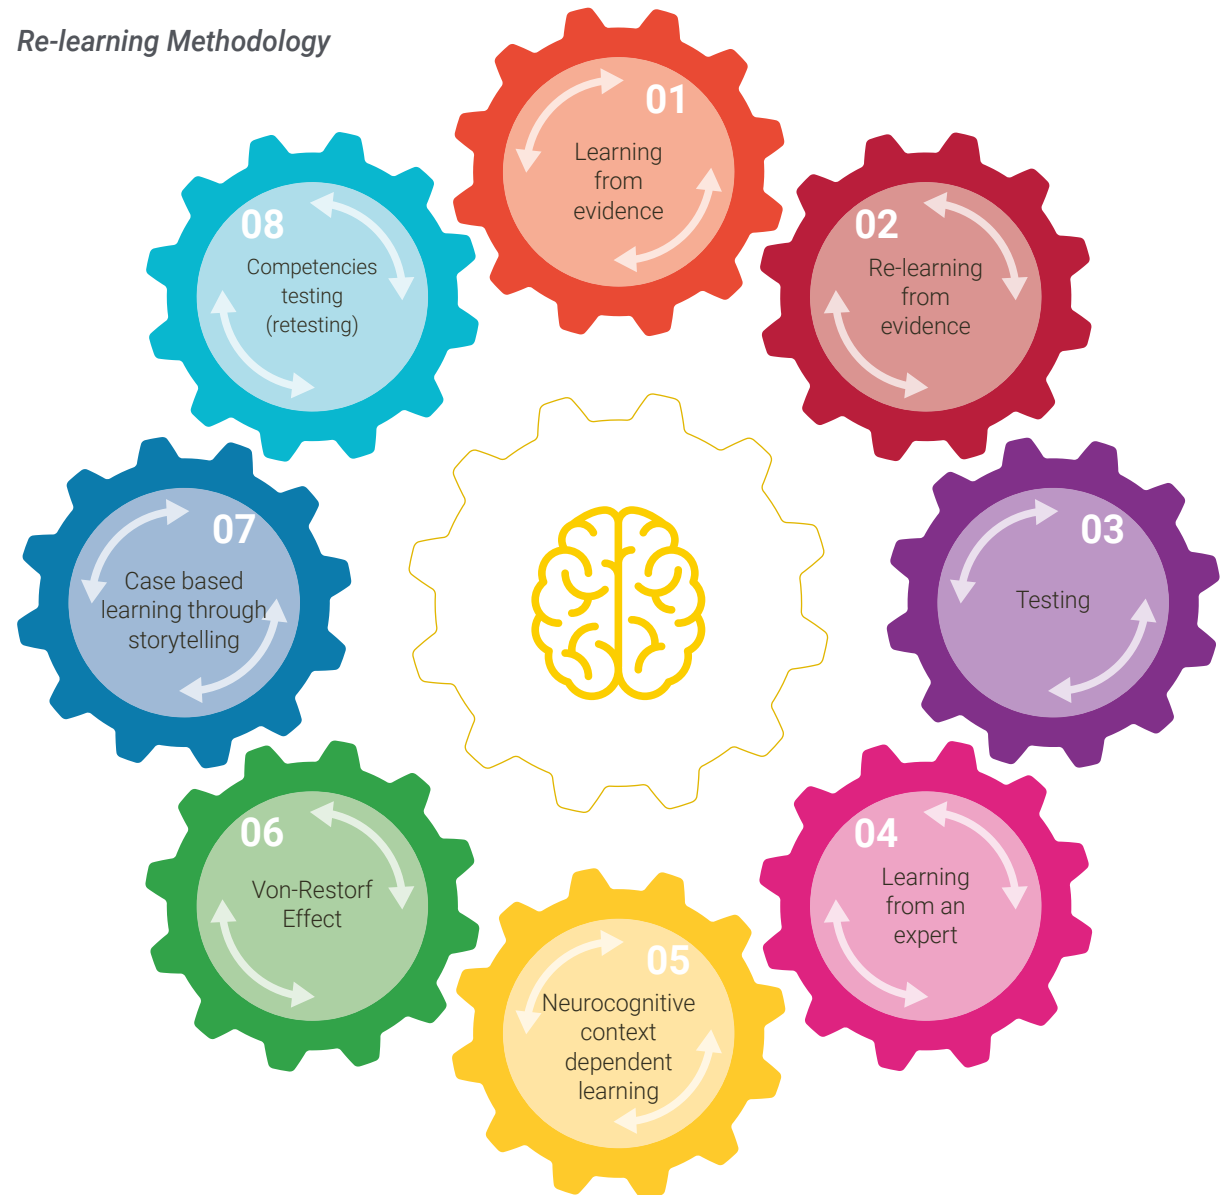 Re-learning Methodology
01
Learning
from
evidence
02
Re-learning
from
evidence
03
Testing
04
Learning
from an
expert
05
Neurocognitive
context
dependent
learning
06
Von-Restorf
Effect
07
Case based
learning through
storytelling
08
Competencies
testing
(retesting)